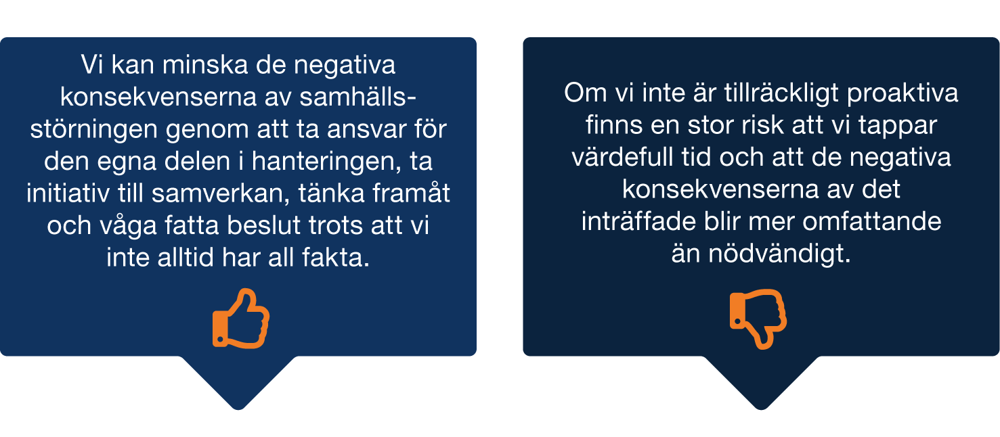 Vi kan minska de negativa
konsekvenserna av samhälls-
störningen genom att ta ansvar för
den egna delen i hanteringen, ta
initiativ till samverkan, tänka framåt
och våga fatta beslut trots att vi
inte alltid har all fakta.
Om vi inte är tillräckligt proaktiva
finns en stor risk att vi tappar
värdefull tid och att de negativa
konsekvenserna av det
inträffade blir mer omfattande
än nödvändigt.